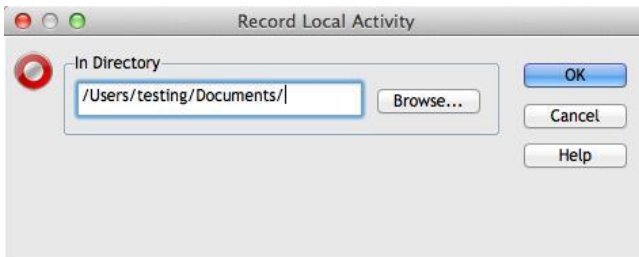 Record Local Activity
In Directory
/Users/testing/Documents/
Browse...
OK
Cancel
Help